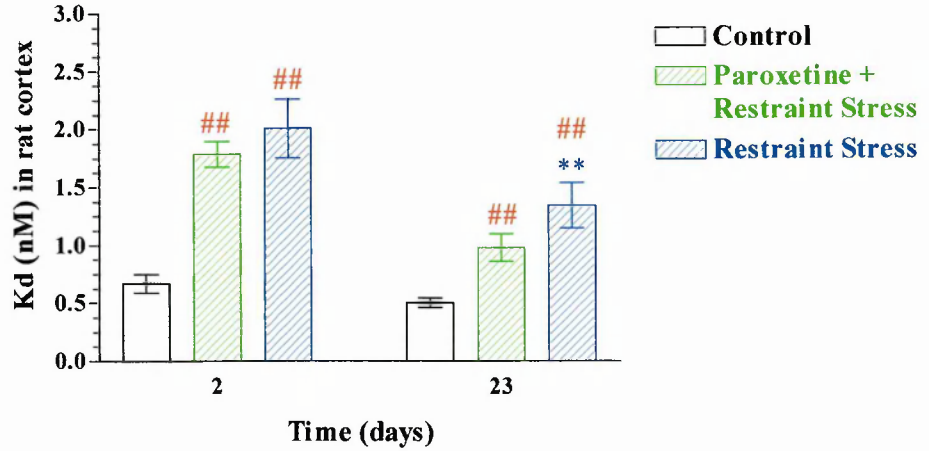 3.0
2.5
2.0
1.5
1.0
0.5
0.0
Kd (nM) in rat cortex
##
##
##
##
**
2
23
Time (days)
Control
Paroxetine +
Restraint Stress
Restraint Stress